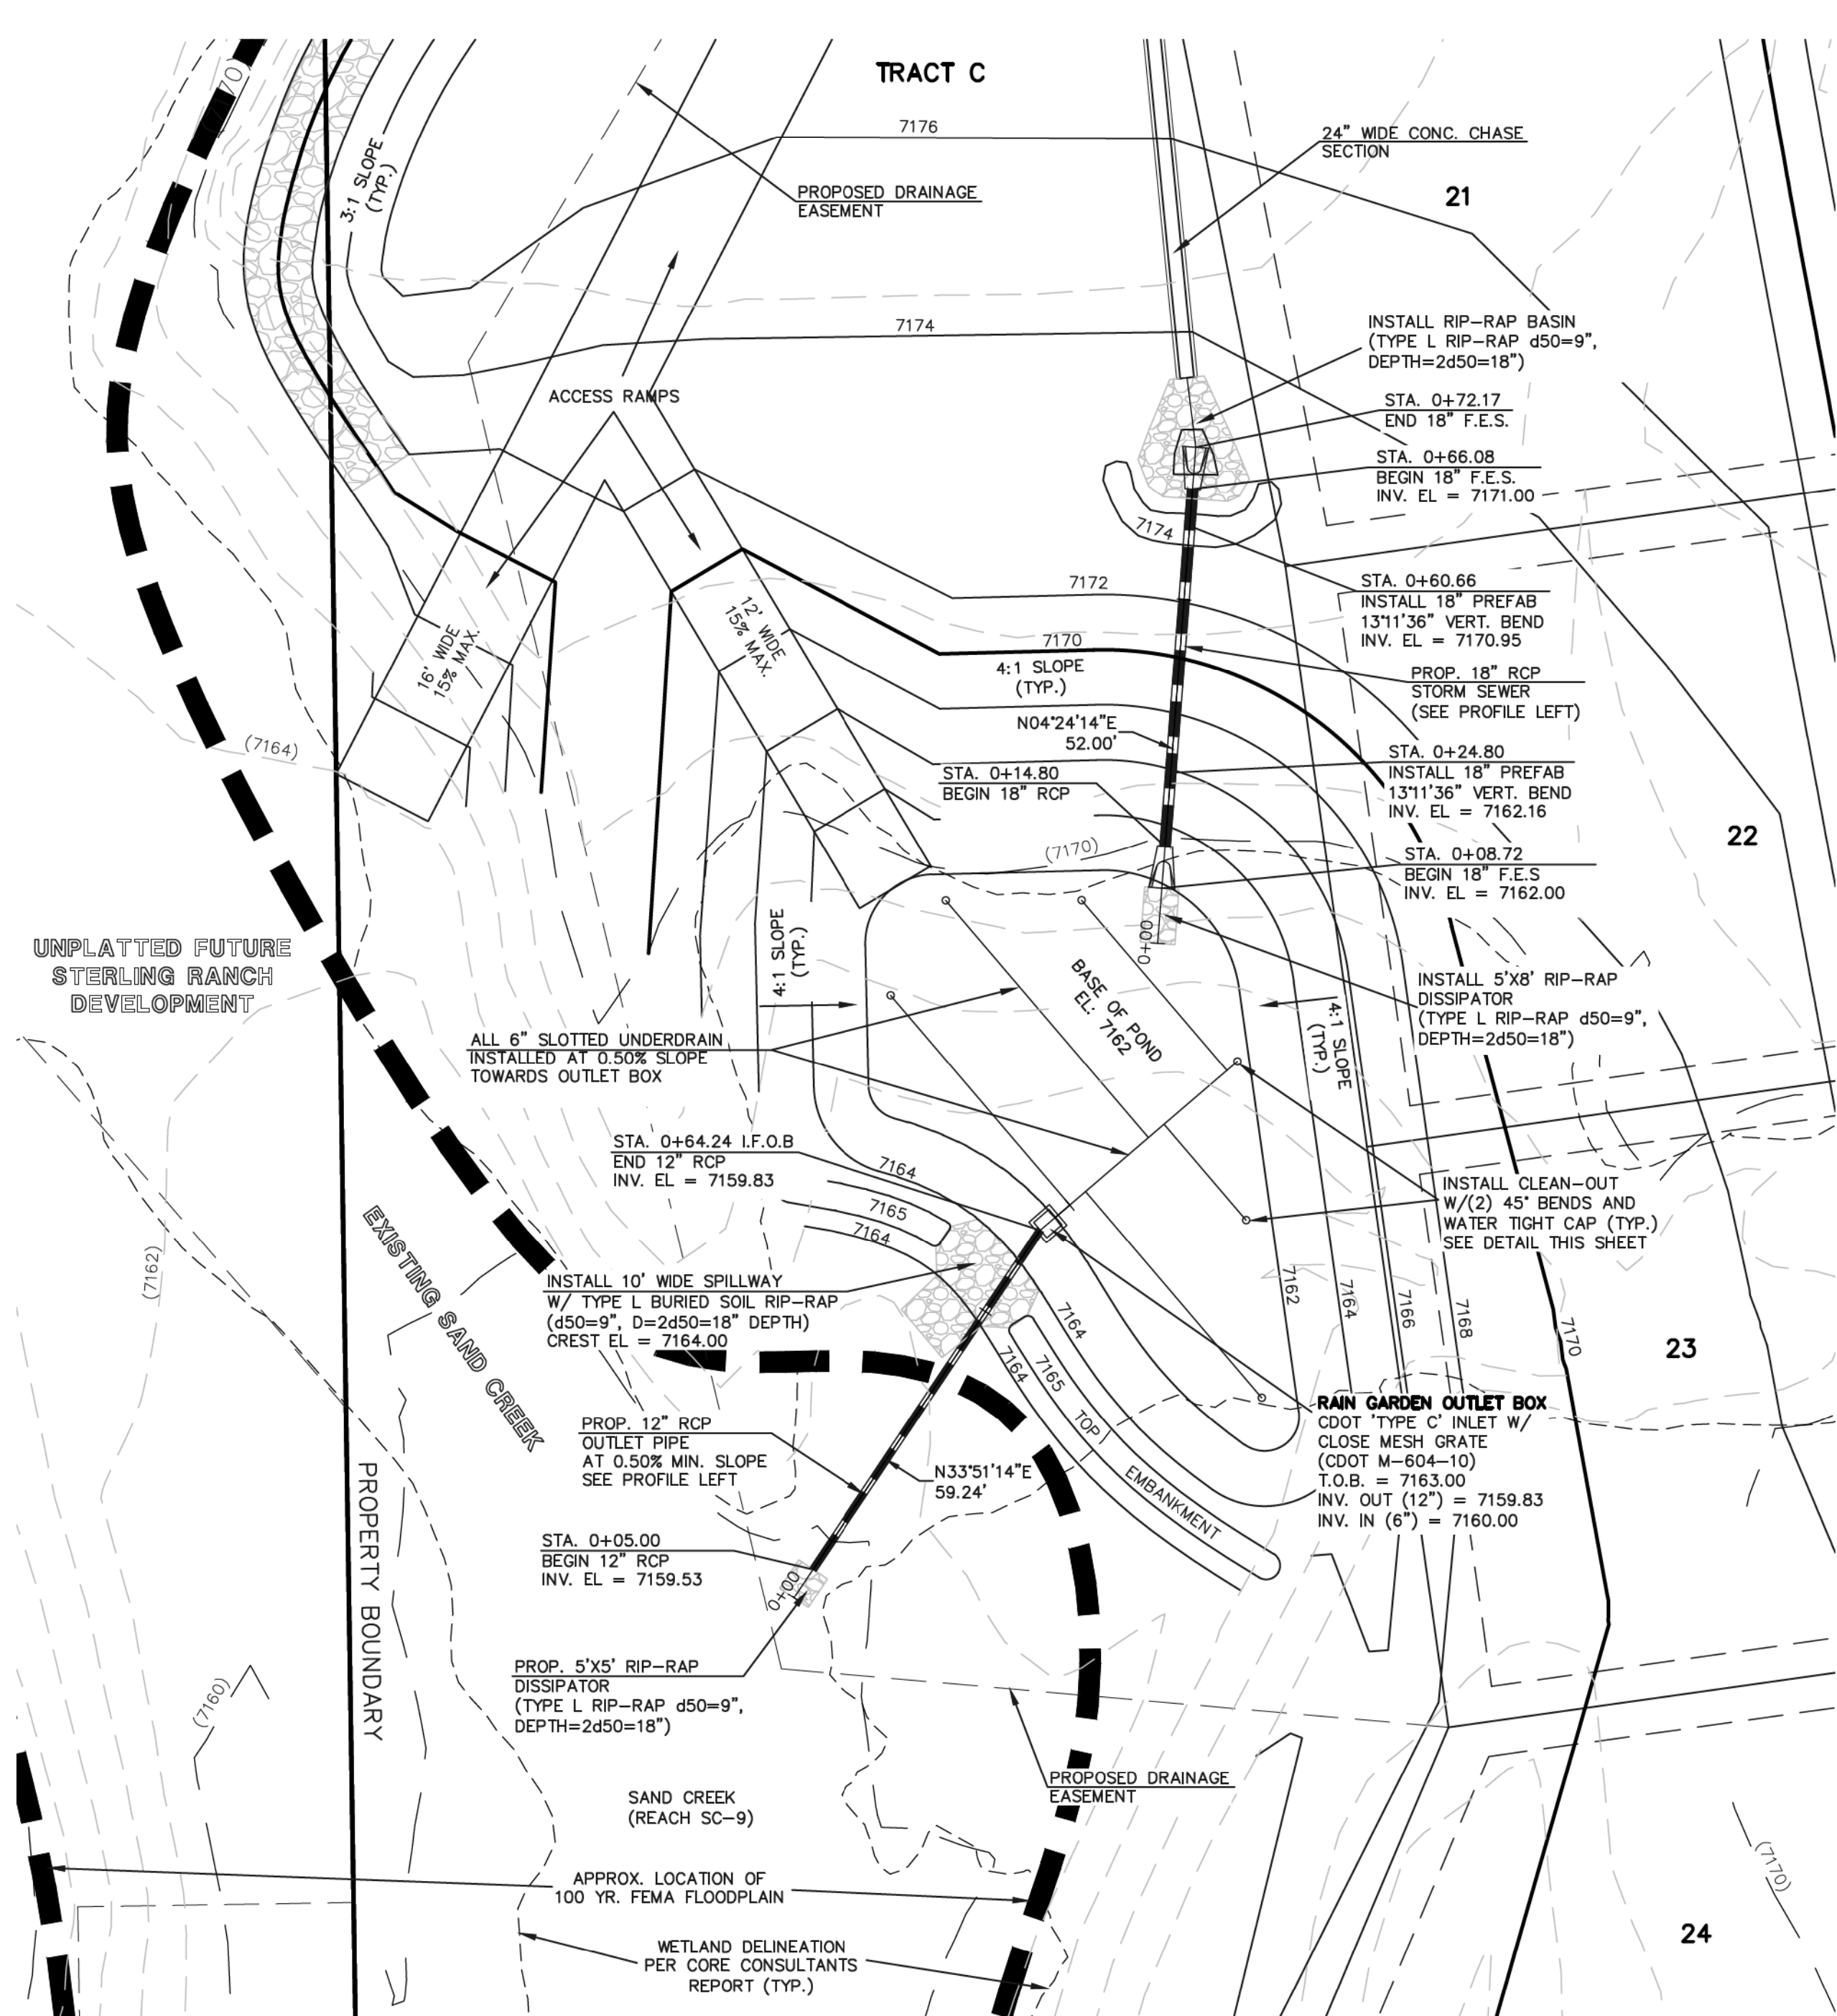 TRACT C
(7170)
7176
24" WIDE CONC. CHASE
SECTION
3:1 SLOPE
(TYP.)
PROPOSED DRAINAGE
EASEMENT
21
7174
INSTALL RIP-RAP BASIN
(TYPE L RIP-RAP d50=9",
DEPTH=2d50=18")
ACCESS RAMPS
STA. 0+72.17
END 18" F.E.S.
STA. 0+66.08
BEGIN 18" F.E.S.
INV. EL = 7171.00
7174
7172
STA. 0+60.66
INSTALL 18" PREFAB
13°11'36" VERT. BEND
INV. EL = 7170.95
12' WIDE
15% MAX.
16' WIDE
15% MAX.
7170
4:1 SLOPE
(TYP.)
PROP. 18" RCP
STORM SEWER
(SEE PROFILE LEFT)
N04°24'14"E
52.00'
(7164)
STA. 0+24.80
INSTALL 18" PREFAB
13°11'36" VERT. BEND
INV. EL = 7162.16
STA. 0+14.80
BEGIN 18" RCP
22
(7170)
STA. 0+08.72
BEGIN 18" F.E.S
INV. EL = 7162.00
UNPLATTED FUTURE
STERLING RANCH
DEVELOPMENT
4:1 SLOPE
(TYP.)
0+00
BASE OF POND
EL: 7162
INSTALL 5'X8' RIP-RAP
DISSIPATOR
(TYPE L RIP-RAP d50=9",
DEPTH=2d50=18")
4:1 SLOPE
(TYP.)
ALL 6" SLOTTED UNDERDRAIN
INSTALLED AT 0.50% SLOPE
TOWARDS OUTLET BOX
STA. 0+64.24 I.F.O.B
END 12" RCP
INV. EL = 7159.83
7164
7165
7164
INSTALL CLEAN-OUT
W/(2) 45° BENDS AND
WATER TIGHT CAP (TYP.)
SEE DETAIL THIS SHEET
(7162)
EXISTING SAND CREEK
INSTALL 10' WIDE SPILLWAY
W/ TYPE L BURIED SOIL RIP-RAP
(d50=9", D=2d50=18" DEPTH)
CREST EL = 7164.00
7162
7164
7166
7168
7170
7164
7164
7165
23
TOP
EMBANKMENT
RAIN GARDEN OUTLET BOX
CDOT 'TYPE C' INLET W/
CLOSE MESH GRATE
(CDOT M-604-10)
T.O.B. = 7163.00
INV. OUT (12") = 7159.83
INV. IN (6") = 7160.00
PROP. 12" RCP
OUTLET PIPE
AT 0.50% MIN. SLOPE
SEE PROFILE LEFT
N33°51'14"E
59.24'
PROPERTY BOUNDARY
STA. 0+05.00
BEGIN 12" RCP
INV. EL = 7159.53
0+00
PROP. 5'X5' RIP-RAP
DISSIPATOR
(TYPE L RIP-RAP d50=9",
DEPTH=2d50=18")
(7160)
PROPOSED DRAINAGE
EASEMENT
SAND CREEK
(REACH SC-9)
APPROX. LOCATION OF
100 YR. FEMA FLOODPLAIN
(7170)
24
WETLAND DELINEATION
PER CORE CONSULTANTS
REPORT (TYP.)